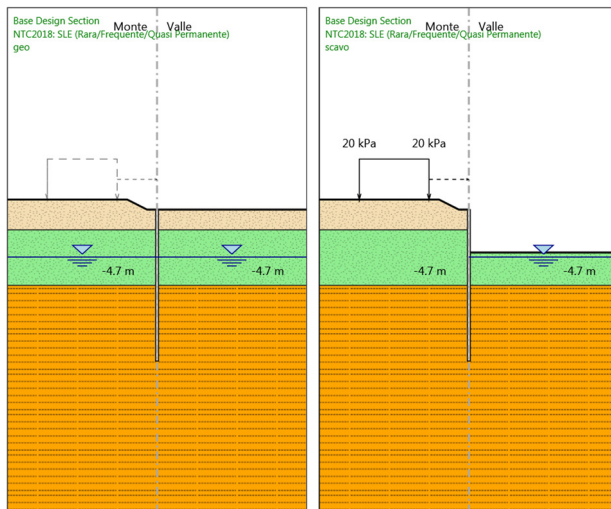 Base Design Section
NTC2018: SLE (Rara/Frequente/Quasi Permanente)
geo
Monte
Valle
-4.7 m
-4.7 m
Base Design Section
NTC2018: SLE (Rara/Frequente/Quasi Permanente)
scavo
Monte
Valle
20 kPa
20 kPa
-4.7 m
-4.7 m